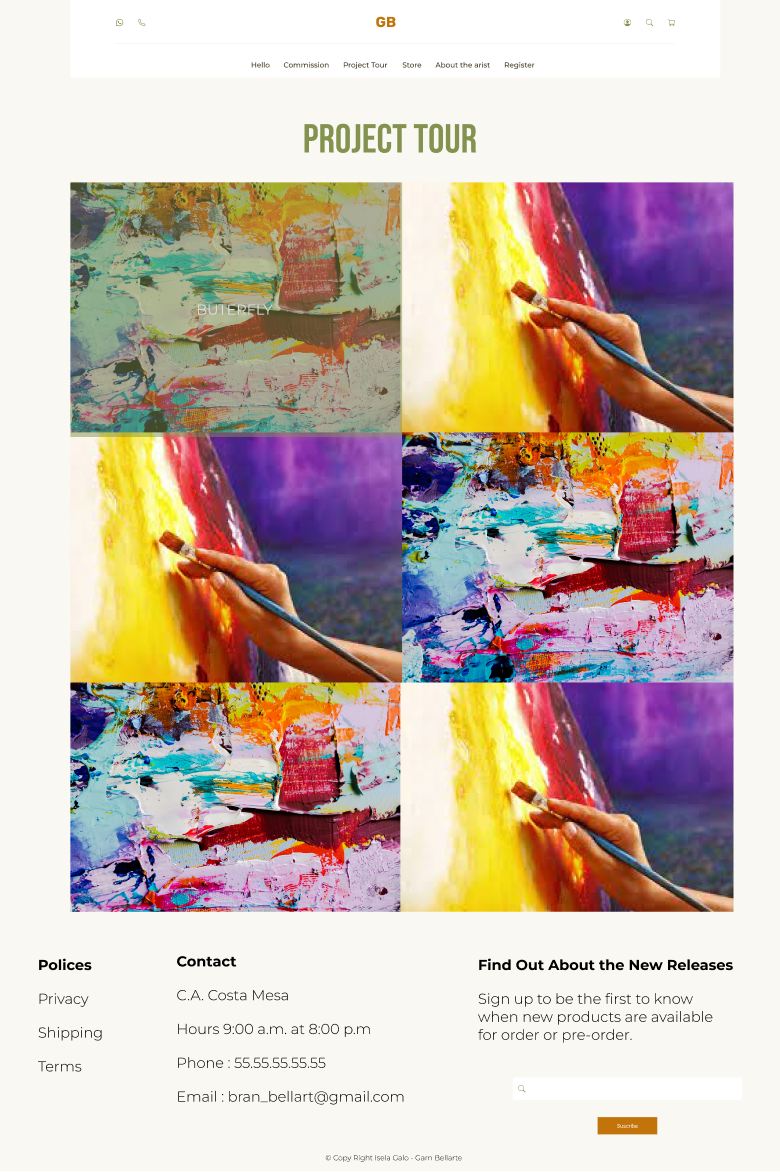 GB
Hello Commission Project Tour Store About the arist Register
PROJECT TOUR
BUTERFLY
Polices
Privacy
Shipping
Terms
Contact
C.A. Costa Mesa
Hours 9:00 a.m. at 8:00 p.m
Phone : 55.55.55.55.55
Email : bran_bellart@gmail.com
Find Out About the New Releases
Sign up to be the first to know
when new products are available
for order or pre-order.
Suscribe
© Copy Right Isela Galo - Garn Bellarte